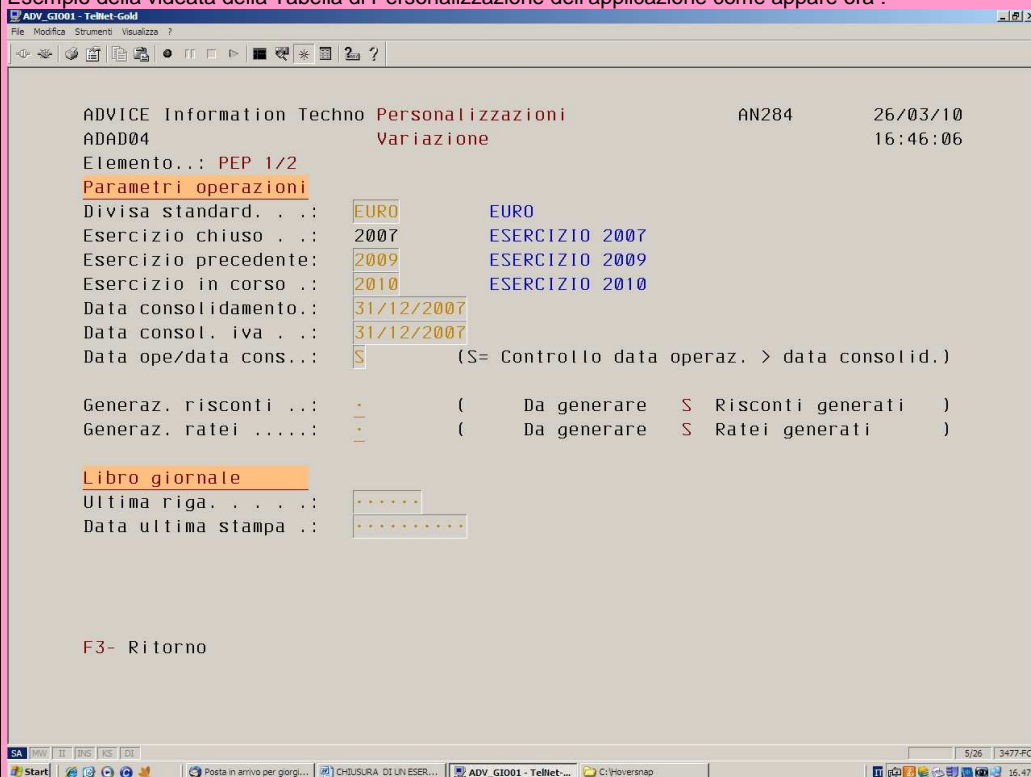 Esempio della videata della Tabella di Personalizzazione dell'applicazione come appare ora :
ADV_GIO01 - TelNet-Gold
File Modifica Strumenti Visualizza ?
ADVICE Information Techno Personalizzazioni AN284 26/03/10
ADAD04 Variazione 16:46:06
Elemento..: PEP 1/2
Parametri operazioni
Divisa standard. . .: EURO EURO
Esercizio chiuso . .: 2007 ESERCIZIO 2007
Esercizio precedente: 2009 ESERCIZIO 2009
Esercizio in corso .: 2010 ESERCIZIO 2010
Data consolidamento.: 31/12/2007
Data consol. iva . .: 31/12/2007
Data ope/data cons..: S (S= Controllo data operaz. > data consolid.)
Generaz. risconti ..: . ( Da generare S Risconti generati )
Generaz. ratei .....: . ( Da generare S Ratei generati )
Libro giornale
Ultima riga. . . . .: ......
Data ultima stampa .: ..........
F3- Ritorno
SA MW II INS KS DI 5/26 3477-FC
Start Posta in arrivo per giorgi... CHIUSURA DI UN ESER... ADV_GIO01 - TelNet-... C:\Hoversnap 16.47